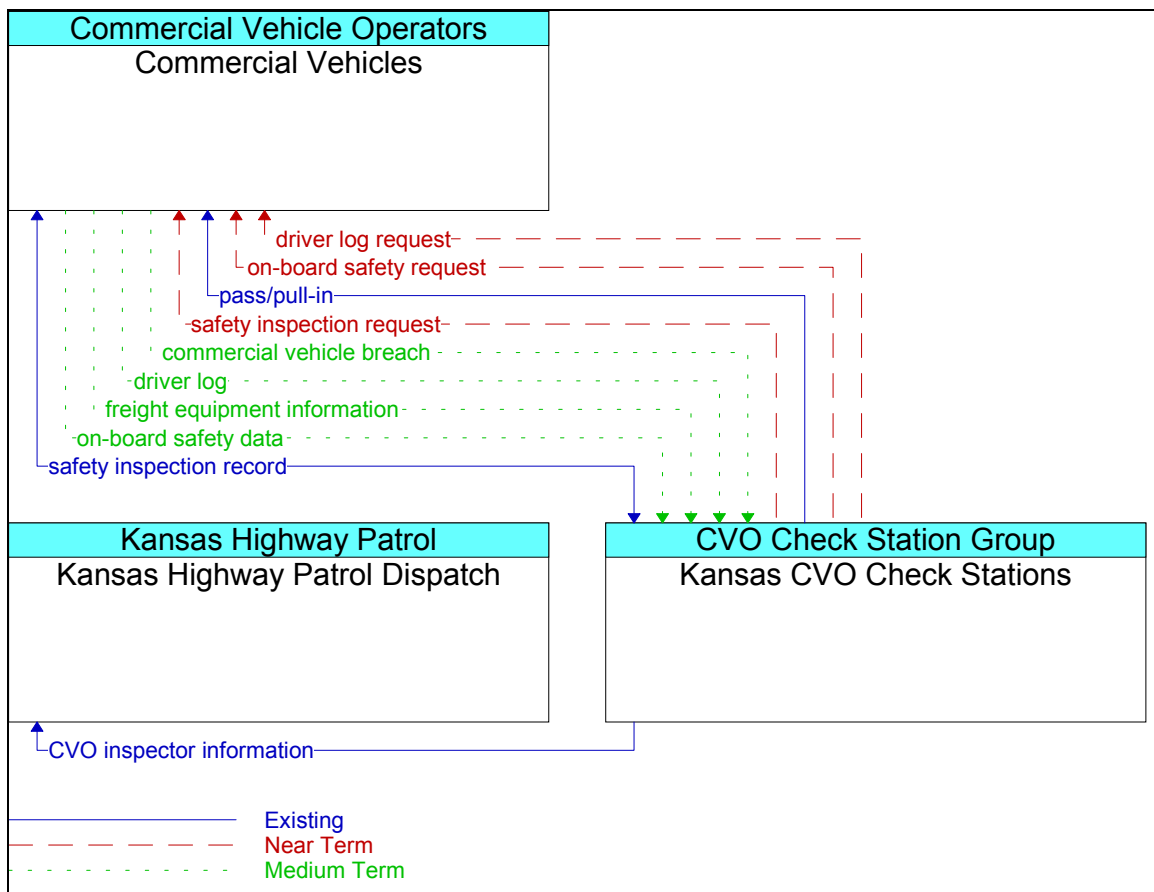 Commercial Vehicle Operators
Commercial Vehicles
driver log request
on-board safety request
pass/pull-in
safety inspection request
commercial vehicle breach
driver log
freight equipment information
on-board safety data
safety inspection record
Kansas Highway Patrol
Kansas Highway Patrol Dispatch
CVO Check Station Group
Kansas CVO Check Stations
CVO inspector information
Existing
Near Term
Medium Term